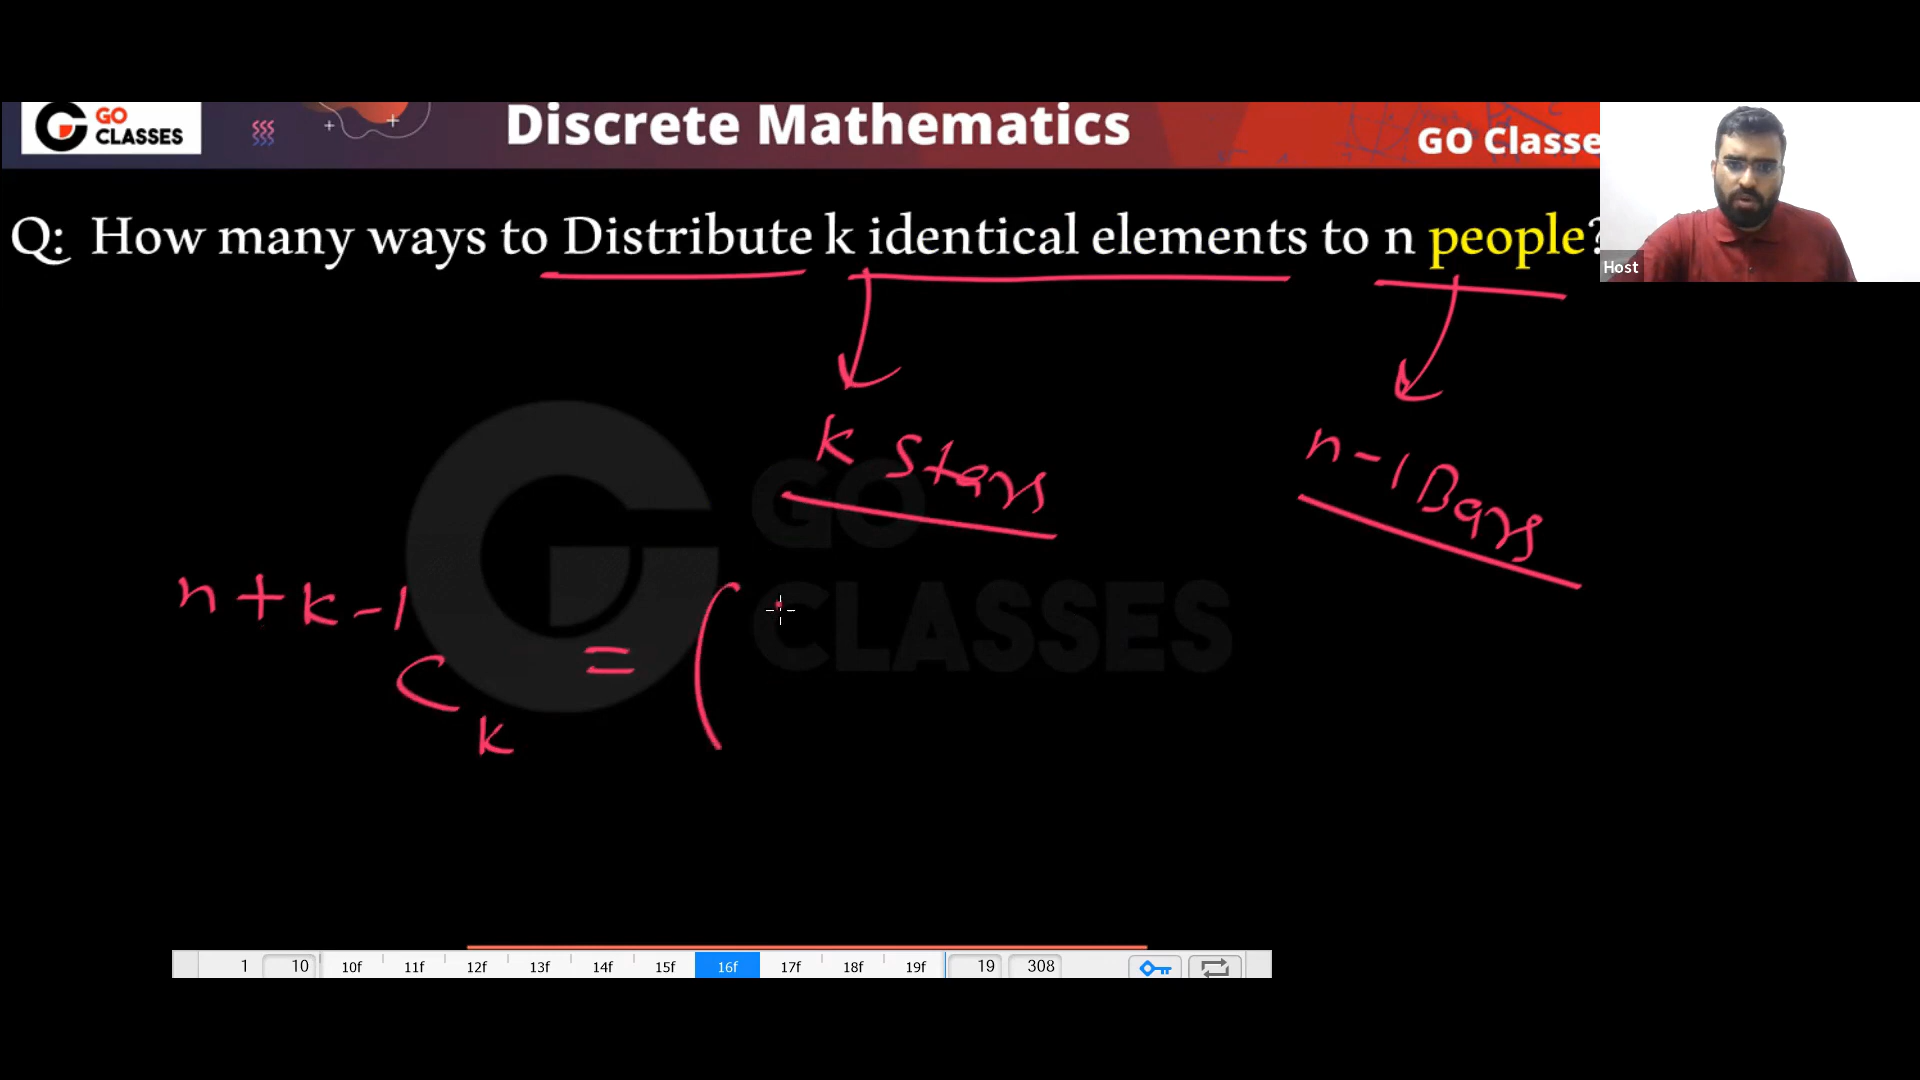 GO
CLASSES
Discrete Mathematics
GO Classe
Q: How many ways to Distribute k identical elements to n people?
Host
k Stars
n-1 Bars
GO
CLASSES
n+k-1
C
k
= (
1 10 10f 11f 12f 13f 14f 15f 16f 17f 18f 19f 19 308